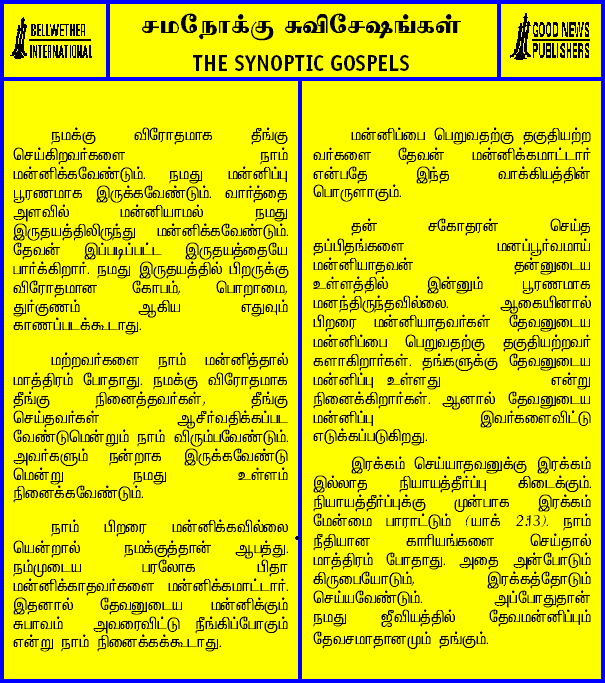 BELLWETHER
INTERNATIONAL
சமநோக்கு சுவிசேஷங்கள்
THE SYNOPTIC GOSPELS
GOOD NEWS
PUBLISHERS
நமக்கு விரோதமாக தீங்கு
செய்கிறவர்களை நாம்
மன்னிக்கவேண்டும். நமது மன்னிப்பு
பூரணமாக இருக்கவேண்டும். வார்த்தை
அளவில் மன்னியாமல் நமது
இருதயத்திலிருந்து மன்னிக்கவேண்டும்.
தேவன் இப்படிப்பட்ட இருதயத்தையே
பார்க்கிறார். நமது இருதயத்தில் பிறருக்கு
விரோதமான கோபம், பொறாமை,
துர்குணம் ஆகிய எதுவும்
காணப்படக்கூடாது.
மற்றவர்களை நாம் மன்னித்தால்
மாத்திரம் போதாது. நமக்கு விரோதமாக
தீங்கு நினைத்தவர்கள், தீங்கு
செய்தவர்கள் ஆசீர்வதிக்கப்பட
வேண்டுமென்றும் நாம் விரும்பவேண்டும்.
அவர்களும் நன்றாக இருக்கவேண்டு
மென்று நமது உள்ளம்
நினைக்கவேண்டும்.
நாம் பிறரை மன்னிக்கவில்லை
யென்றால் நமக்குத்தான் ஆபத்து.
நம்முடைய பரலோக பிதா
மன்னிக்காதவர்களை மன்னிக்கமாட்டார்.
இதனால் தேவனுடைய மன்னிக்கும்
சுபாவம் அவரைவிட்டு நீங்கிப்போகும்
என்று நாம் நினைக்கக்கூடாது.
மன்னிப்பை பெறுவதற்கு தகுதியற்ற
வர்களை தேவன் மன்னிக்கமாட்டார்
என்பதே இந்த வாக்கியத்தின்
பொருளாகும்.
தன் சகோதரன் செய்த
தப்பிதங்களை மனப்பூர்வமாய்
மன்னியாதவன் தன்னுடைய
உள்ளத்தில் இன்னும் பூரணமாக
மனந்திரும்தவில்லை. ஆகையினால்
பிறரை மன்னியாதவர்கள் தேவனுடைய
மன்னிப்பை பெறுவதற்கு தகுதியற்றவர்
களாகிறார்கள். தங்களுக்கு தேவனுடைய
மன்னிப்பு உள்ளது என்று
நினைக்கிறார்கள். ஆனால் தேவனுடைய
மன்னிப்பு இவர்களைவிட்டு
எடுக்கப்படுகிறது.
இரக்கம் செய்யாதவனுக்கு இரக்கம்
இல்லாத நியாயத்தீர்ப்பு கிடைக்கும்.
நியாயத்தீர்ப்புக்கு முன்பாக இரக்கம்
மேன்மை பாராட்டும் (யாக் 2:13). நாம்
நீதியான காரியங்களை செய்தால்
மாத்திரம் போதாது. அதை அன்போடும்
கிருபையோடும், இரக்கத்தோடும்
செய்யவேண்டும். அப்போதுதான்
நமது ஜீவியத்தில் தேவமன்னிப்பும்
தேவசமாதானமும் தங்கும்.